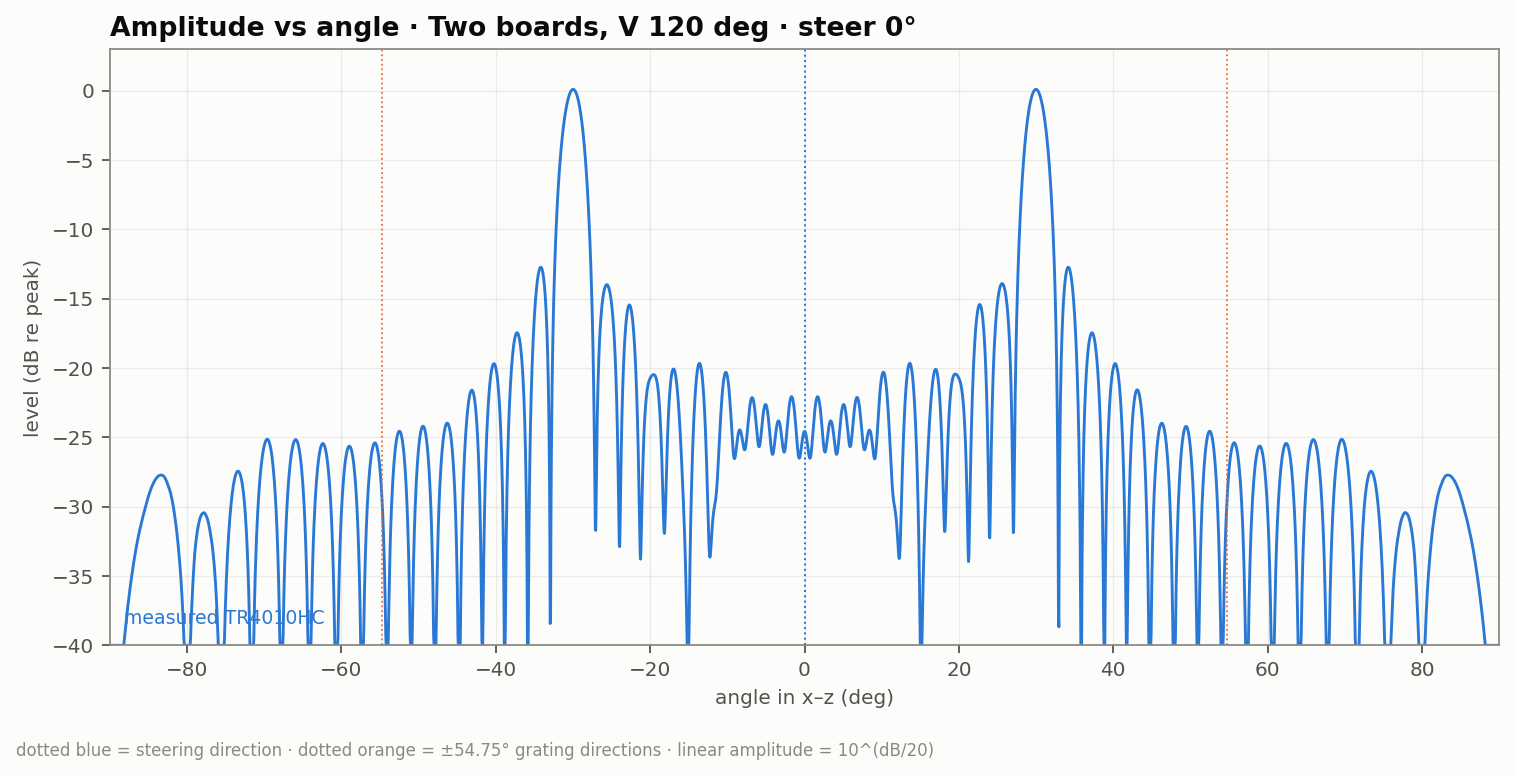 Amplitude vs angle · Two boards, V 120 deg · steer 0°
level (dB re peak)
0
−5
−10
−15
−20
−25
−30
−35
−40
measured TR4010HC
−80 −60 −40 −20 0 20 40 60 80
angle in x–z (deg)
dotted blue = steering direction · dotted orange = ±54.75° grating directions · linear amplitude = 10^(dB/20)